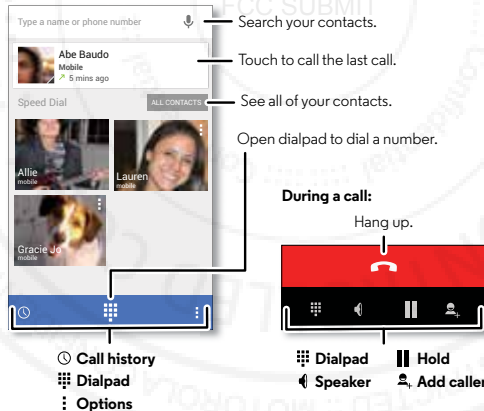 FCC SUBMIT
Type a name or phone number
Search your contacts.
Abe Baudo
Mobile
5 mins ago
Touch to call the last call.
Speed Dial
ALL CONTACTS
See all of your contacts.
Open dialpad to dial a number.
Allie
mobile
Lauren
mobile
Gracie Jo
mobile
During a call:
Hang up.
Call history
Dialpad
Options
Dialpad
Hold
Speaker
Add caller